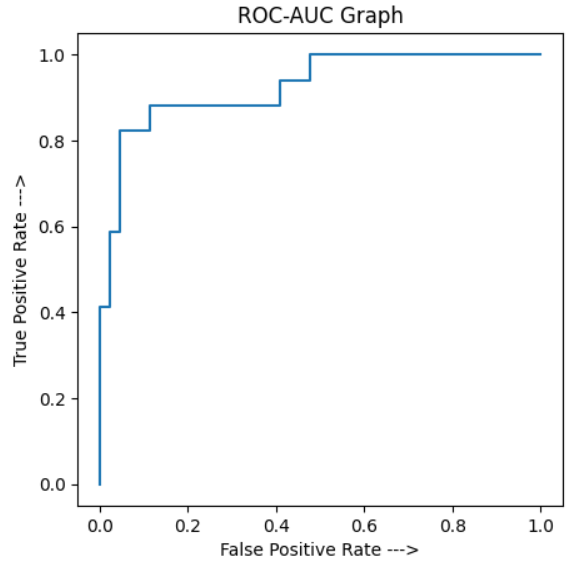 ROC-AUC Graph
1.0
0.8
0.6
0.4
0.2
0.0
True Positive Rate --->
0.0 0.2 0.4 0.6 0.8 1.0
False Positive Rate --->